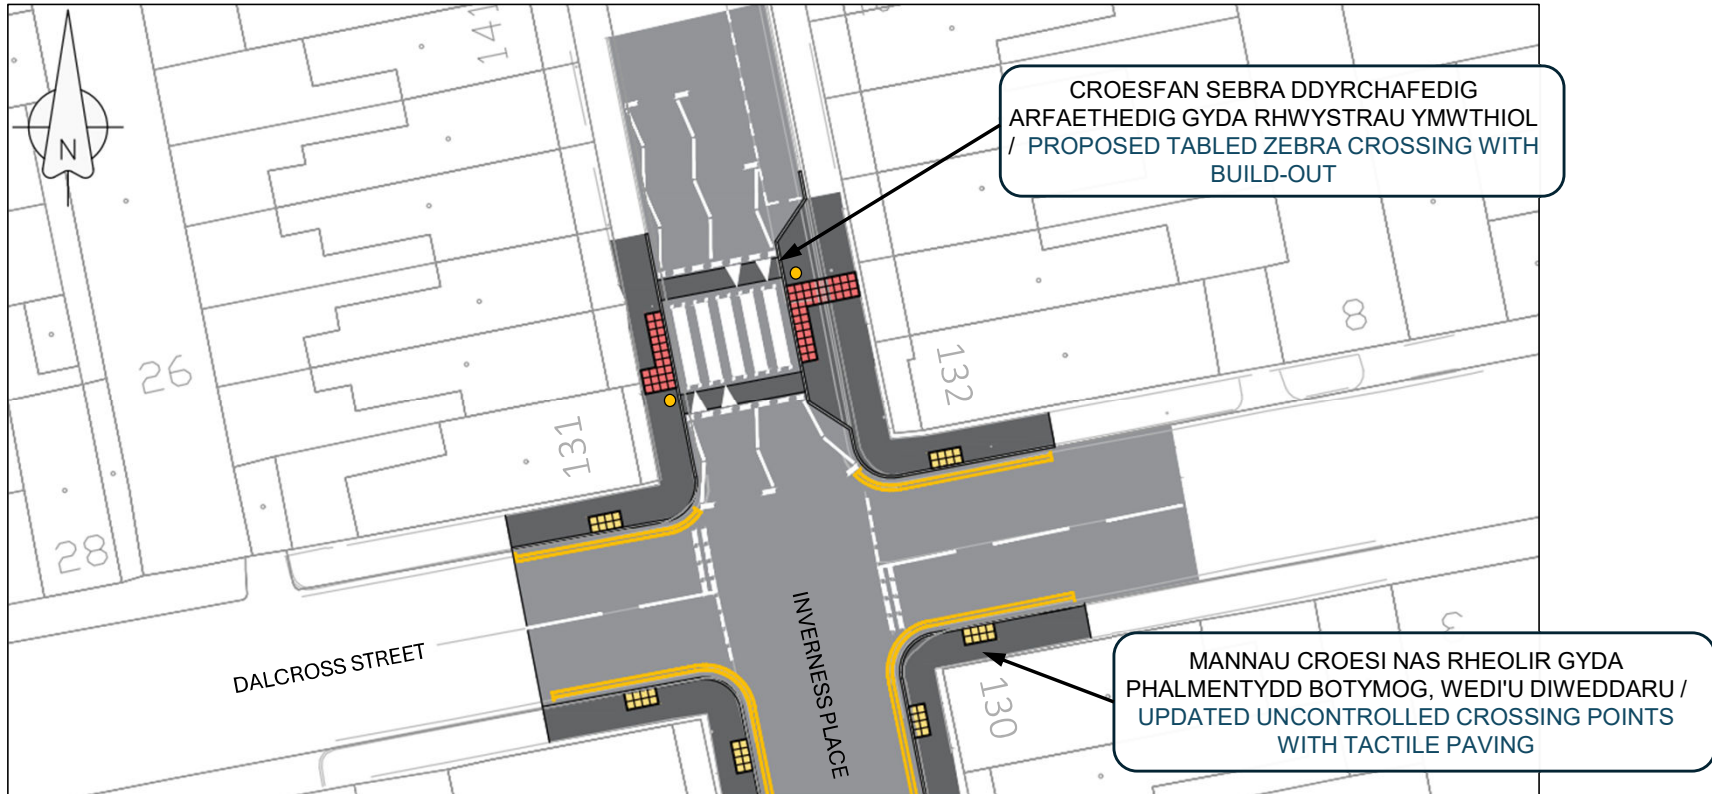 141
N
CROESFAN SEBRA DDYRCHAFEDIG
ARFAETHEDIG GYDA RHWYSTRAU YMWTHIOL
/ PROPOSED TABLED ZEBRA CROSSING WITH
BUILD-OUT
26
8
132
131
28
DALCROSS STREET
INVERNESS PLACE
3
130
MANNAU CROESI NAS RHEOLIR GYDA
PHALMENTYDD BOTYMOG, WEDI'U DIWEDDARU /
UPDATED UNCONTROLLED CROSSING POINTS
WITH TACTILE PAVING